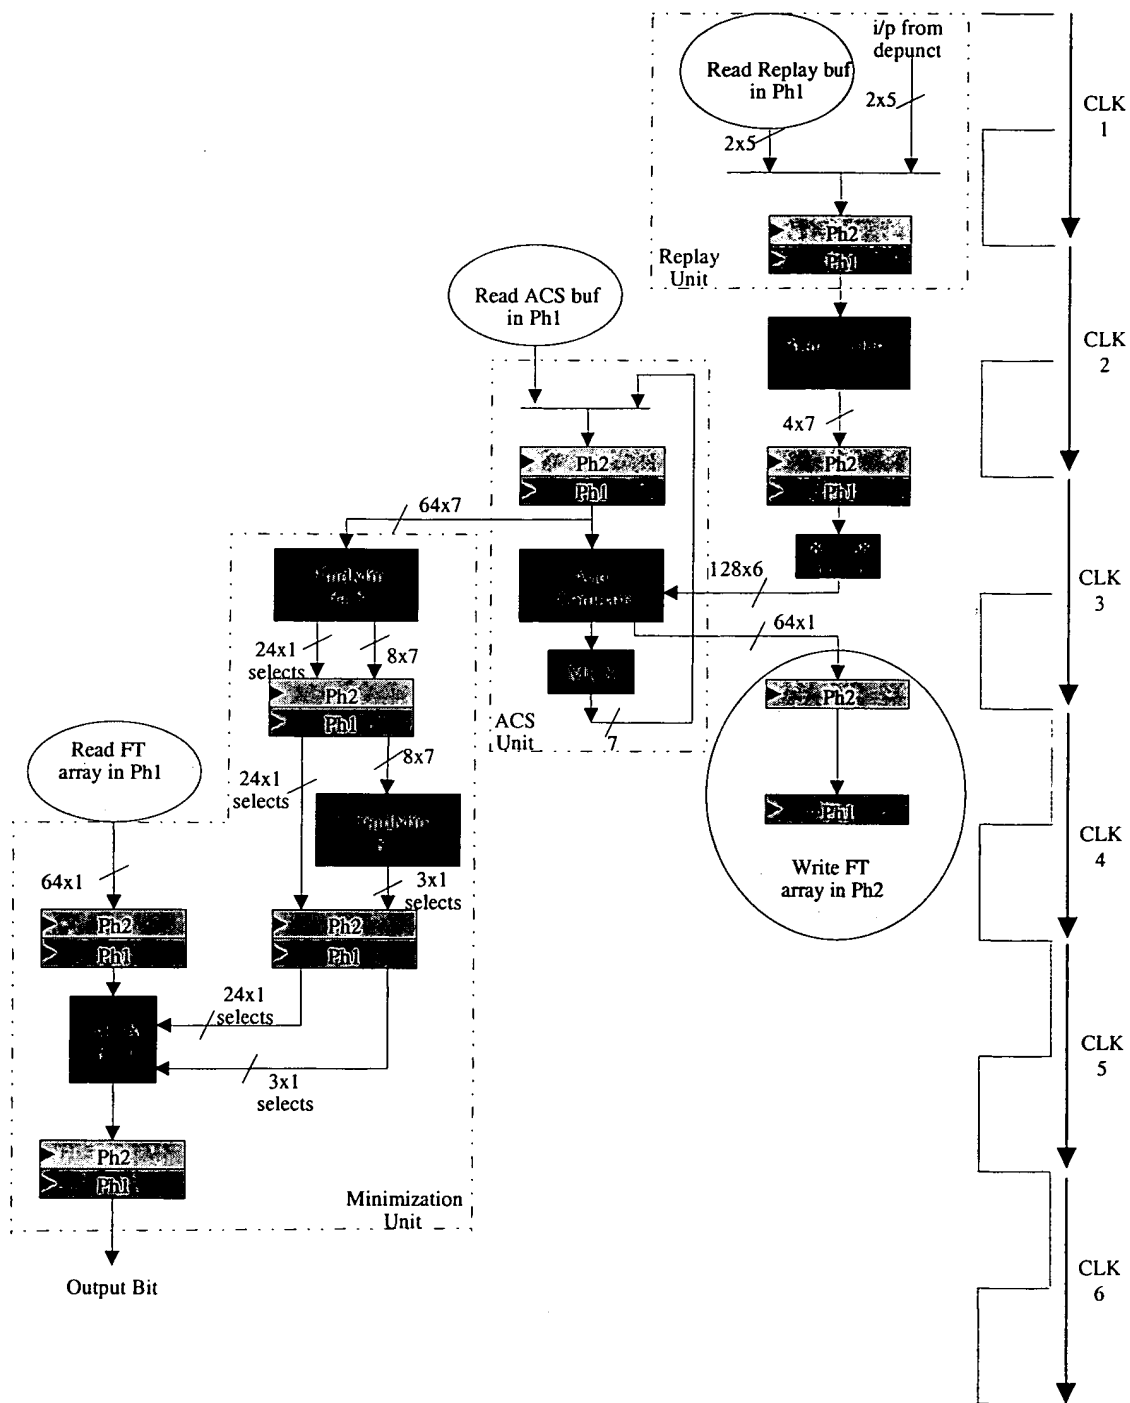 i/p from
depunct
Read Replay buf
in Ph1
2x5
2x5
CLK
1
Ph2
Ph1
Replay
Unit
Read ACS buf
in Ph1
CLK
2
4x7
Ph2
Ph1
Ph2
Ph1
64x7
128x6
CLK
3
64x1
24x1
selects
8x7
Ph2
Ph1
ACS
Unit
7
Ph2
Read FT
array in Ph1
24x1
selects
8x7
Ph1
Write FT
array in Ph2
CLK
4
64x1
3x1
selects
Ph2
Ph1
Ph2
Ph1
24x1
selects
3x1
selects
CLK
5
Ph2
Ph1
Minimization
Unit
Output Bit
CLK
6